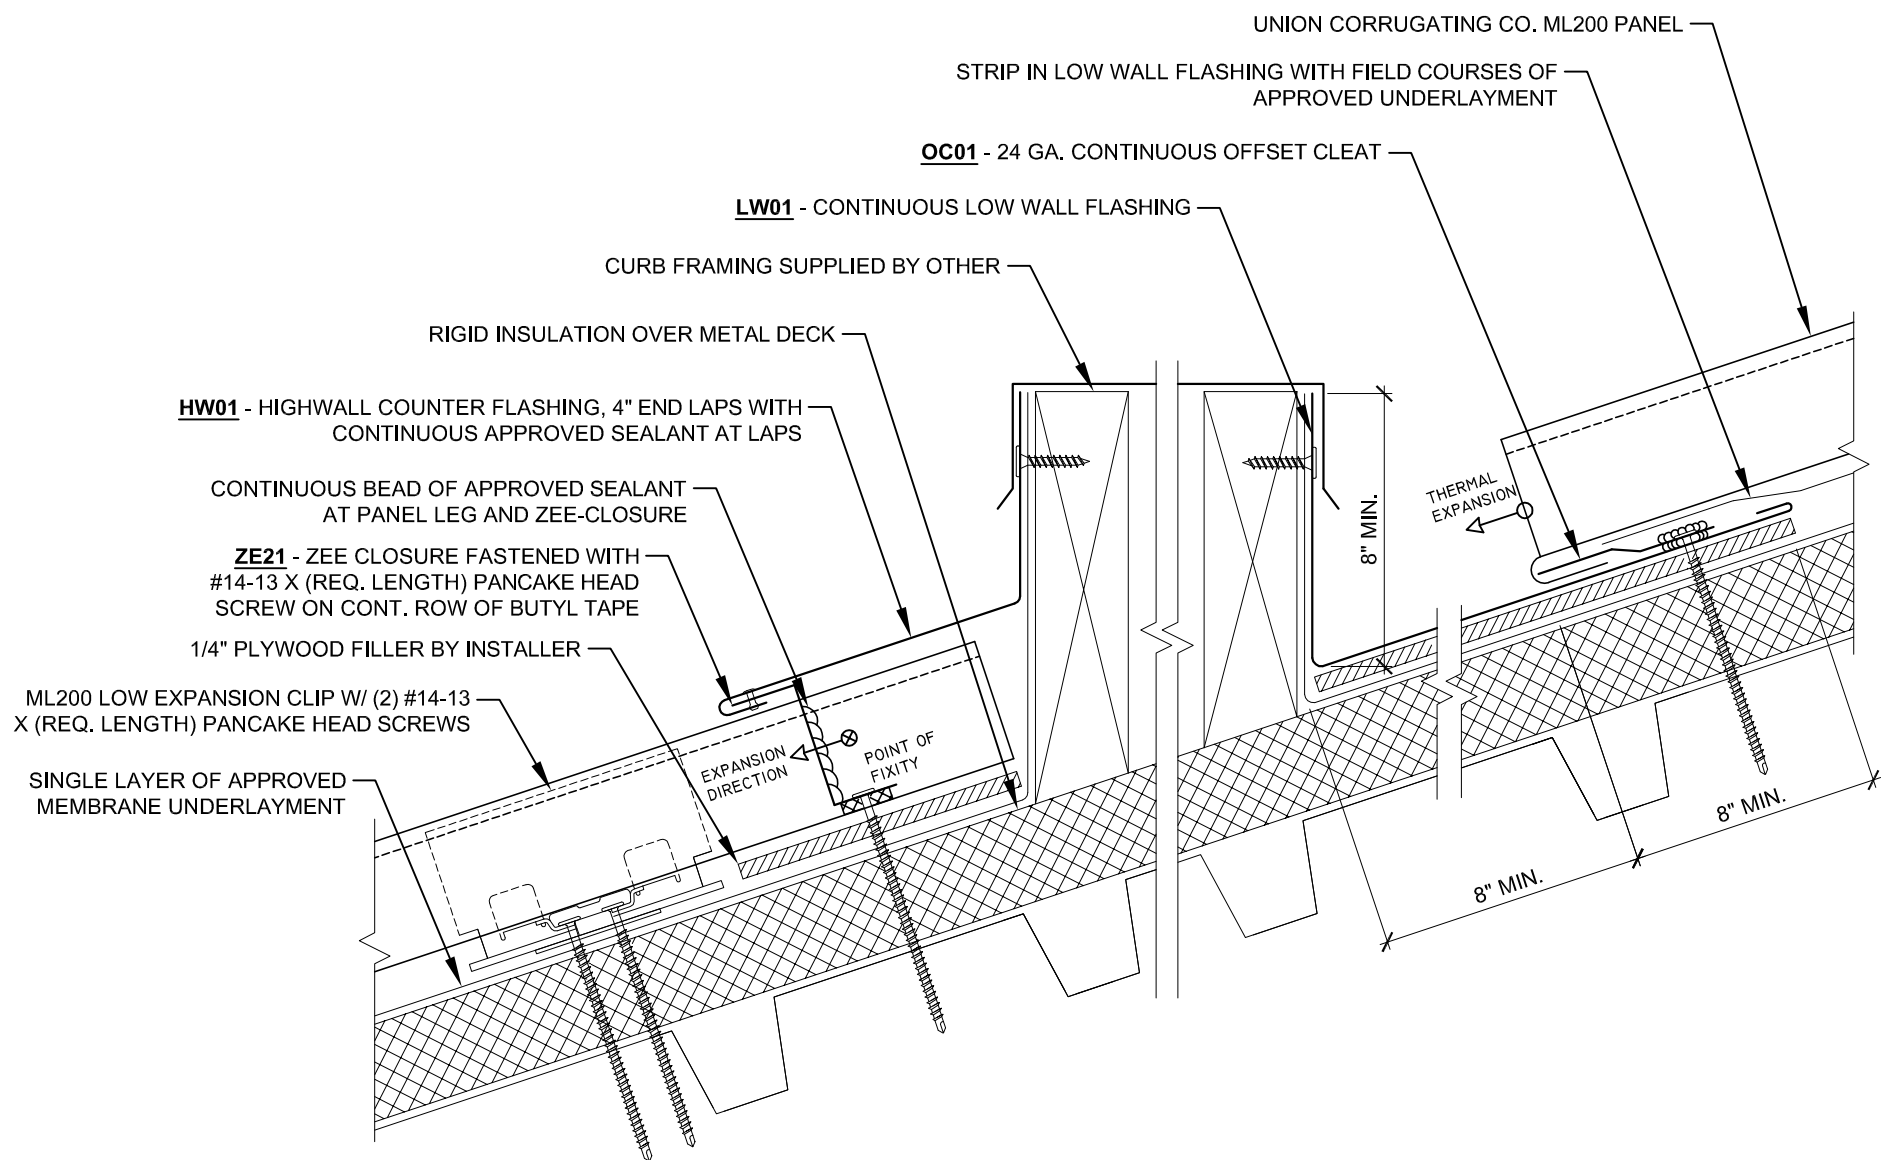 UNION CORRUGATING CO. ML200 PANEL
STRIP IN LOW WALL FLASHING WITH FIELD COURSES OF
APPROVED UNDERLAYMENT
OC01 - 24 GA. CONTINUOUS OFFSET CLEAT
LW01 - CONTINUOUS LOW WALL FLASHING
CURB FRAMING SUPPLIED BY OTHER
RIGID INSULATION OVER METAL DECK
HW01 - HIGHWALL COUNTER FLASHING, 4" END LAPS WITH
CONTINUOUS APPROVED SEALANT AT LAPS
CONTINUOUS BEAD OF APPROVED SEALANT
AT PANEL LEG AND ZEE-CLOSURE
ZE21 - ZEE CLOSURE FASTENED WITH
#14-13 X (REQ. LENGTH) PANCAKE HEAD
SCREW ON CONT. ROW OF BUTYL TAPE
1/4" PLYWOOD FILLER BY INSTALLER
ML200 LOW EXPANSION CLIP W/ (2) #14-13
X (REQ. LENGTH) PANCAKE HEAD SCREWS
SINGLE LAYER OF APPROVED
MEMBRANE UNDERLAYMENT
EXPANSION
DIRECTION
POINT OF
FIXITY
THERMAL
EXPANSION
8" MIN.
8" MIN.
8" MIN.